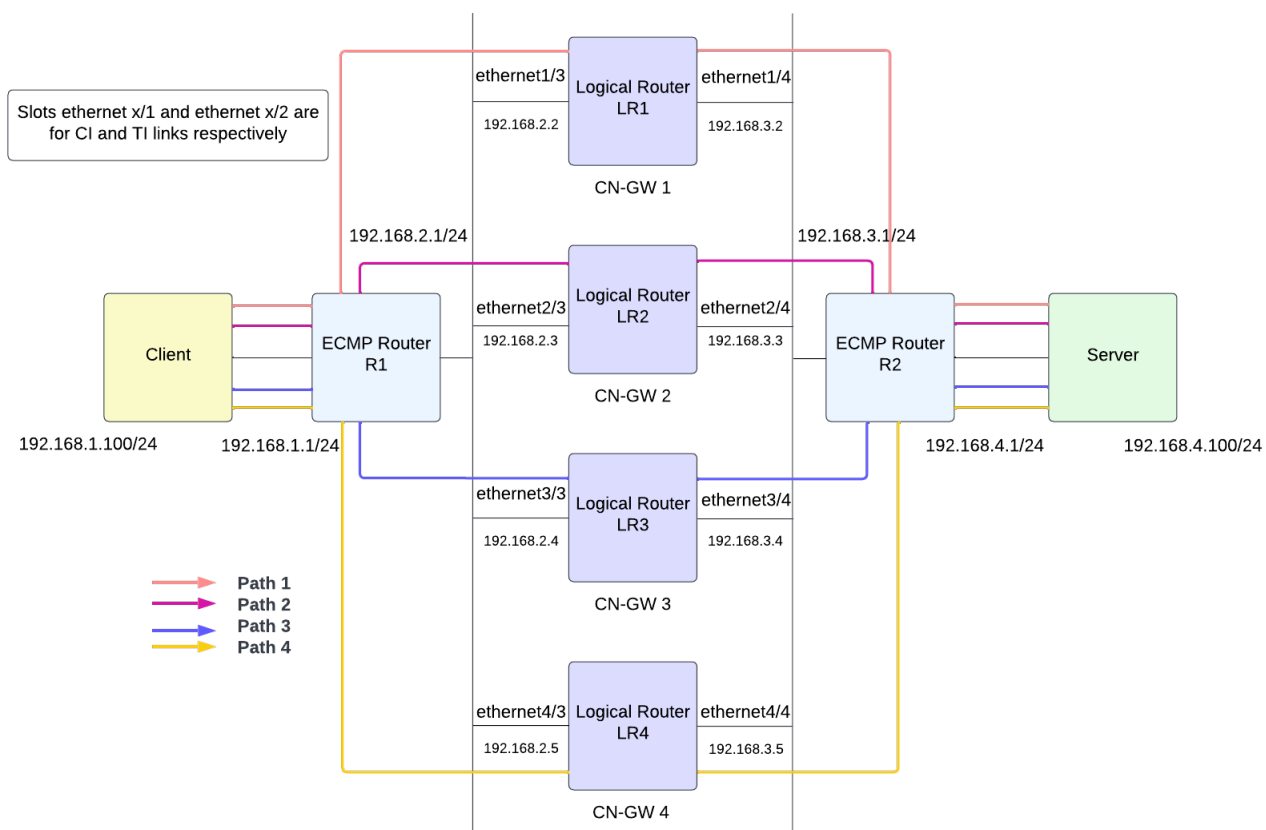 Slots ethernet x/1 and ethernet x/2 are
for CI and TI links respectively
ethernet1/3
192.168.2.2
Logical Router
LR1
ethernet1/4
192.168.3.2
CN-GW 1
192.168.2.1/24
192.168.3.1/24
ethernet2/3
192.168.2.3
Logical Router
LR2
ethernet2/4
192.168.3.3
CN-GW 2
Client
192.168.1.100/24
ECMP Router
R1
192.168.1.1/24
ECMP Router
R2
192.168.4.1/24
Server
192.168.4.100/24
ethernet3/3
192.168.2.4
Logical Router
LR3
ethernet3/4
192.168.3.4
CN-GW 3
Path 1
Path 2
Path 3
Path 4
ethernet4/3
192.168.2.5
Logical Router
LR4
ethernet4/4
192.168.3.5
CN-GW 4